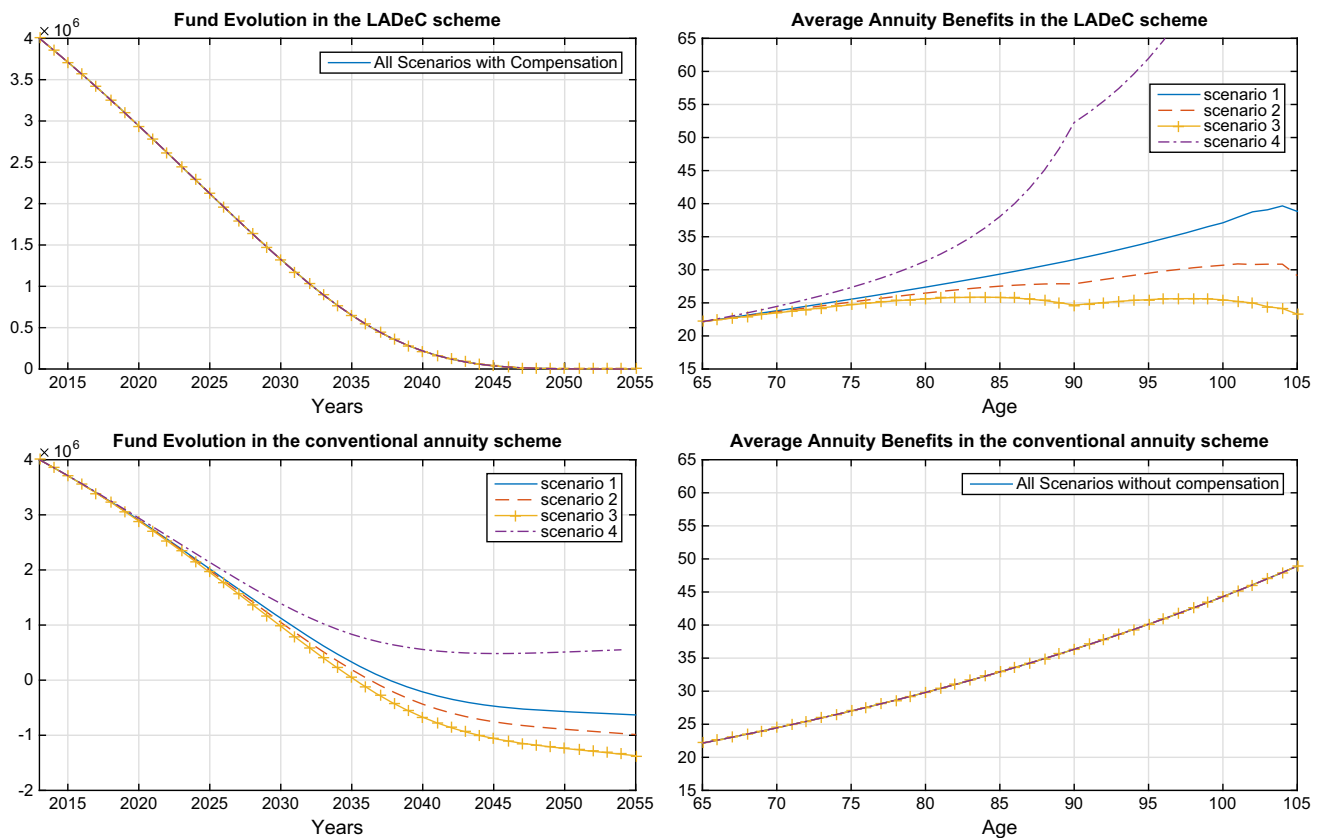 Fund Evolution in the LADeC scheme
× 10^6
4
3.5
3
2.5
2
1.5
1
0.5
0
All Scenarios with Compensation
2015 2020 2025 2030 2035 2040 2045 2050 2055
Years
Average Annuity Benefits in the LADeC scheme
65
60
55
50
45
40
35
30
25
20
15
scenario 1
scenario 2
scenario 3
scenario 4
65 70 75 80 85 90 95 100 105
Age
Fund Evolution in the conventional annuity scheme
× 10^6
4
3
2
1
0
-1
-2
scenario 1
scenario 2
scenario 3
scenario 4
2015 2020 2025 2030 2035 2040 2045 2050 2055
Years
Average Annuity Benefits in the conventional annuity scheme
65
60
55
50
45
40
35
30
25
20
15
All Scenarios without compensation
65 70 75 80 85 90 95 100 105
Age